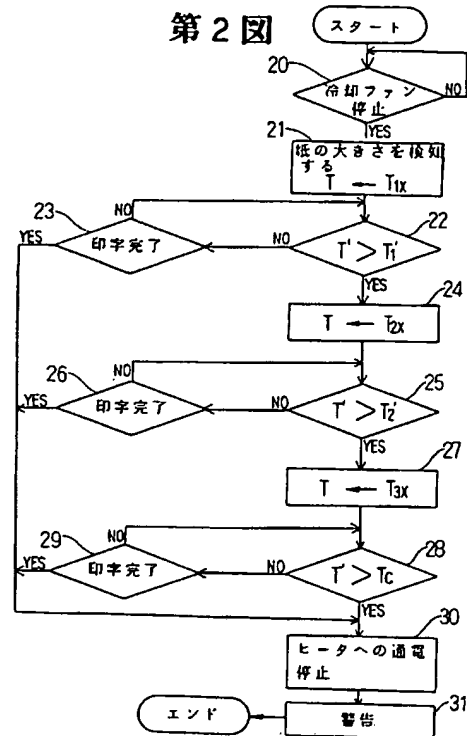 第2図
スタート
20
冷却ファン
停止
NO
YES
21
紙の大きさを検知
する
T ← T1x
NO
23
22
YES
印字完了
NO
T' > T1'
YES
24
T ← T2x
NO
26
25
YES
印字完了
NO
T' > T2'
YES
27
T ← T3x
NO
29
28
YES
印字完了
NO
T' > Tc
YES
30
ヒータへの通電
停止
31
エンド
警告